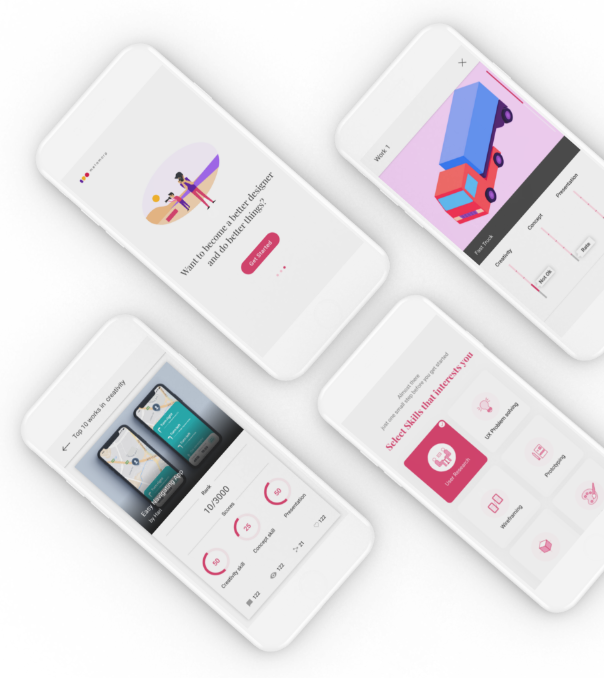 Want to become a better designer
and do better things?
Get Started
Work 1
Fast Truck
Creativity
Concept
Presentation
Not Ok
Rate
Top 10 works in creativity
Easy Navigating App
by Han
Rank
10/3000
Scores
50
25
50
Creativity skill
Concept skill
Presentation
122
122
21
122
Almost there
just one small step before you get started
Select Skills that interests you
User Research
UX Problem solving
Wireframing
Prototyping